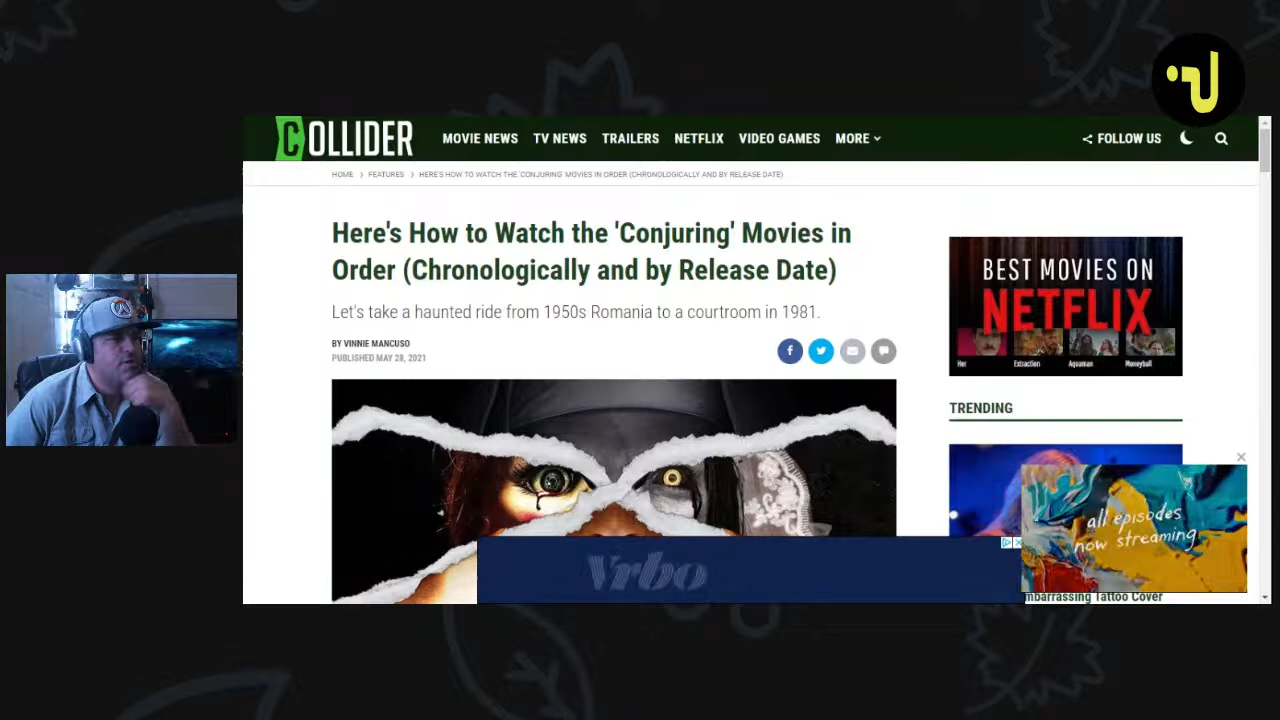 COLLIDER
MOVIE NEWS TV NEWS TRAILERS NETFLIX VIDEO GAMES MORE FOLLOW US
HOME > FEATURES > HERE'S HOW TO WATCH THE 'CONJURING' MOVIES IN ORDER (CHRONOLOGICALLY AND BY RELEASE DATE)
Here's How to Watch the 'Conjuring' Movies in
Order (Chronologically and by Release Date)
Let's take a haunted ride from 1950s Romania to a courtroom in 1981.
BY VINNIE MANCUSO
PUBLISHED MAY 28, 2021
BEST MOVIES ON
NETFLIX
Her Extraction Aquaman Moneyball
TRENDING
all episodes
now streaming.
Vrbo
mbarrassing Tattoo Cover